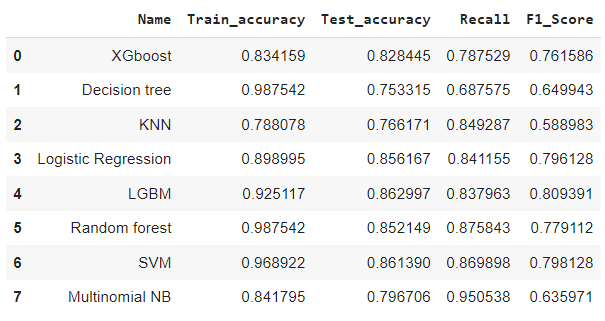 Name Train_accuracy Test_accuracy Recall F1_Score
0 XGboost 0.834159 0.828445 0.787529 0.761586
1 Decision tree 0.987542 0.753315 0.687575 0.649943
2 KNN 0.788078 0.766171 0.849287 0.588983
3 Logistic Regression 0.898995 0.856167 0.841155 0.796128
4 LGBM 0.925117 0.862997 0.837963 0.809391
5 Random forest 0.987542 0.852149 0.875843 0.779112
6 SVM 0.968922 0.861390 0.869898 0.798128
7 Multinomial NB 0.841795 0.796706 0.950538 0.635971